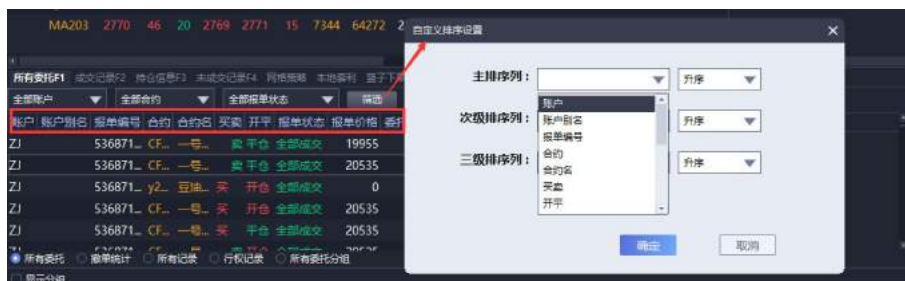 MA203 2770 46 20 2769 2771 15 7344 64272 2
自定义排序设置
所有委托F1 成交记录F2 持仓信息F3 未成交记录F4 网格策略 本地套利
全部账户 全部合约 全部报单状态 筛选
账户 账户别名 报单编号 合约 合约名 买卖 开平 报单状态 报单价格 委托
ZJ 536871... CF... 一号... 卖 平仓 全部成交 19955
ZJ 536871... CF... 一号... 卖 平仓 全部成交 20535
ZJ 536871... y2... 豆油... 买 开仓 全部成交 0
ZJ 536871... CF... 一号... 买 开仓 全部成交 20535
ZJ 536871... CF... 一号... 买 平仓 全部成交 20535
所有委托 撤单统计 所有记录 行权记录 所有委托分组
显示分组
主排序列： 升序
账户
账户别名
报单编号
合约
合约名
买卖
开平
次级排序列： 升序
三级排序列： 升序
确定 取消